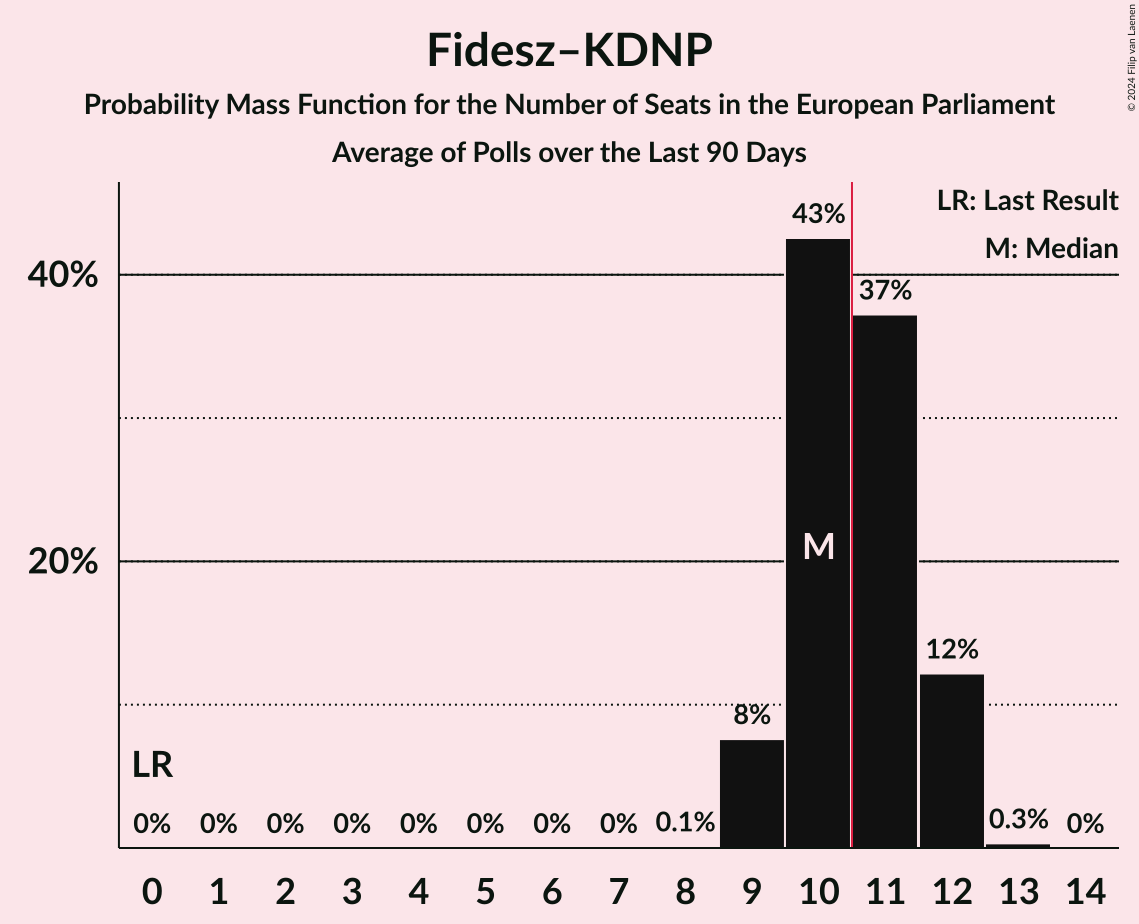 Fidesz–KDNP
Probability Mass Function for the Number of Seats in the European Parliament
Average of Polls over the Last 90 Days
© 2024 Filip van Laenen
LR: Last Result
M: Median
40%
20%
43%
37%
M
12%
8%
LR
0% 0% 0% 0% 0% 0% 0% 0% 0.1% 0.3% 0%
0 1 2 3 4 5 6 7 8 9 10 11 12 13 14